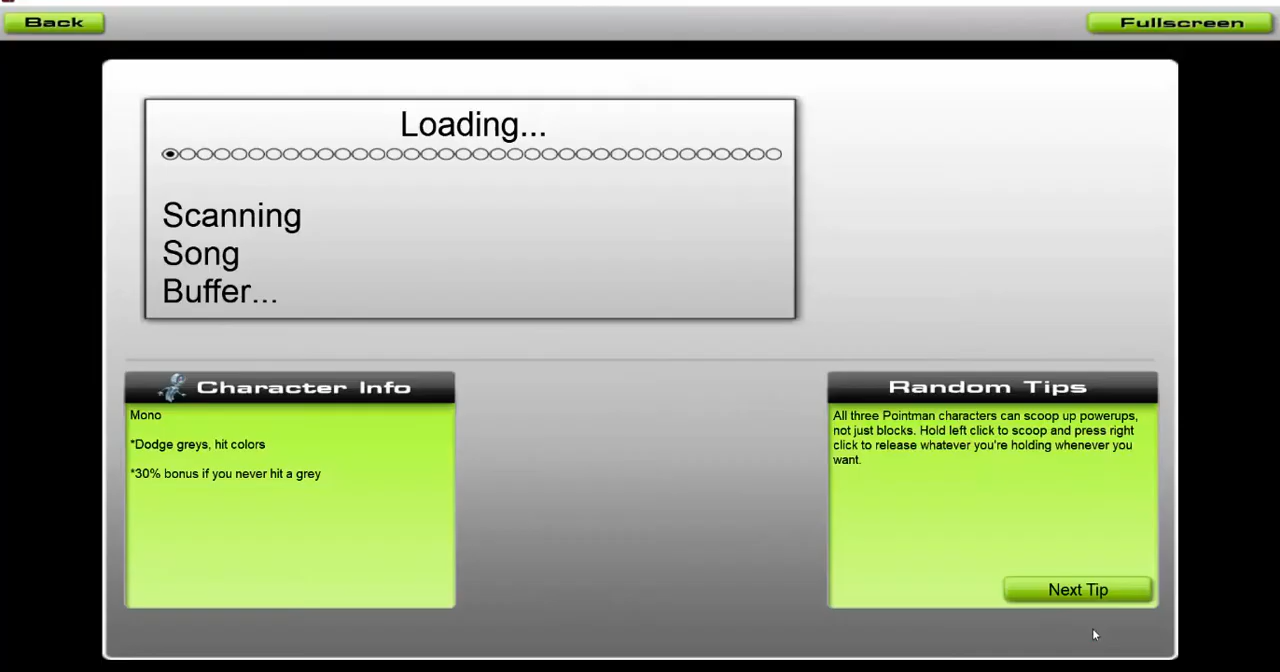 Back
Fullscreen
Loading...
Scanning
Song
Buffer...
Character Info
Mono
*Dodge greys, hit colors
*30% bonus if you never hit a grey
Random Tips
All three Pointman characters can scoop up powerups,
not just blocks. Hold left click to scoop and press right
click to release whatever you're holding whenever you
want.
Next Tip